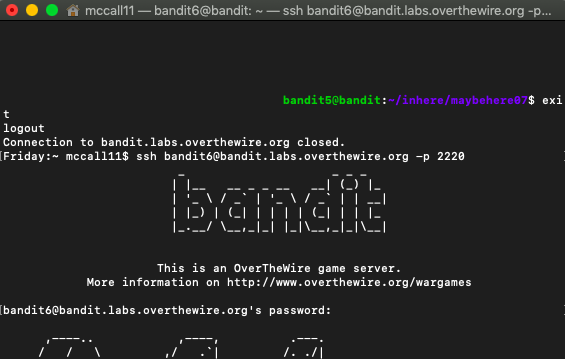 mccall11 — bandit6@bandit: ~ — ssh bandit6@bandit.labs.overthewire.org -p...
bandit5@bandit:~/inhere/maybehere07$ exi
t
logout
Connection to bandit.labs.overthewire.org closed.
[Friday:~ mccall11$ ssh bandit6@bandit.labs.overthewire.org -p 2220 ]
bandit
This is an OverTheWire game server.
More information on http://www.overthewire.org/wargames
[bandit6@bandit.labs.overthewire.org's password: ]